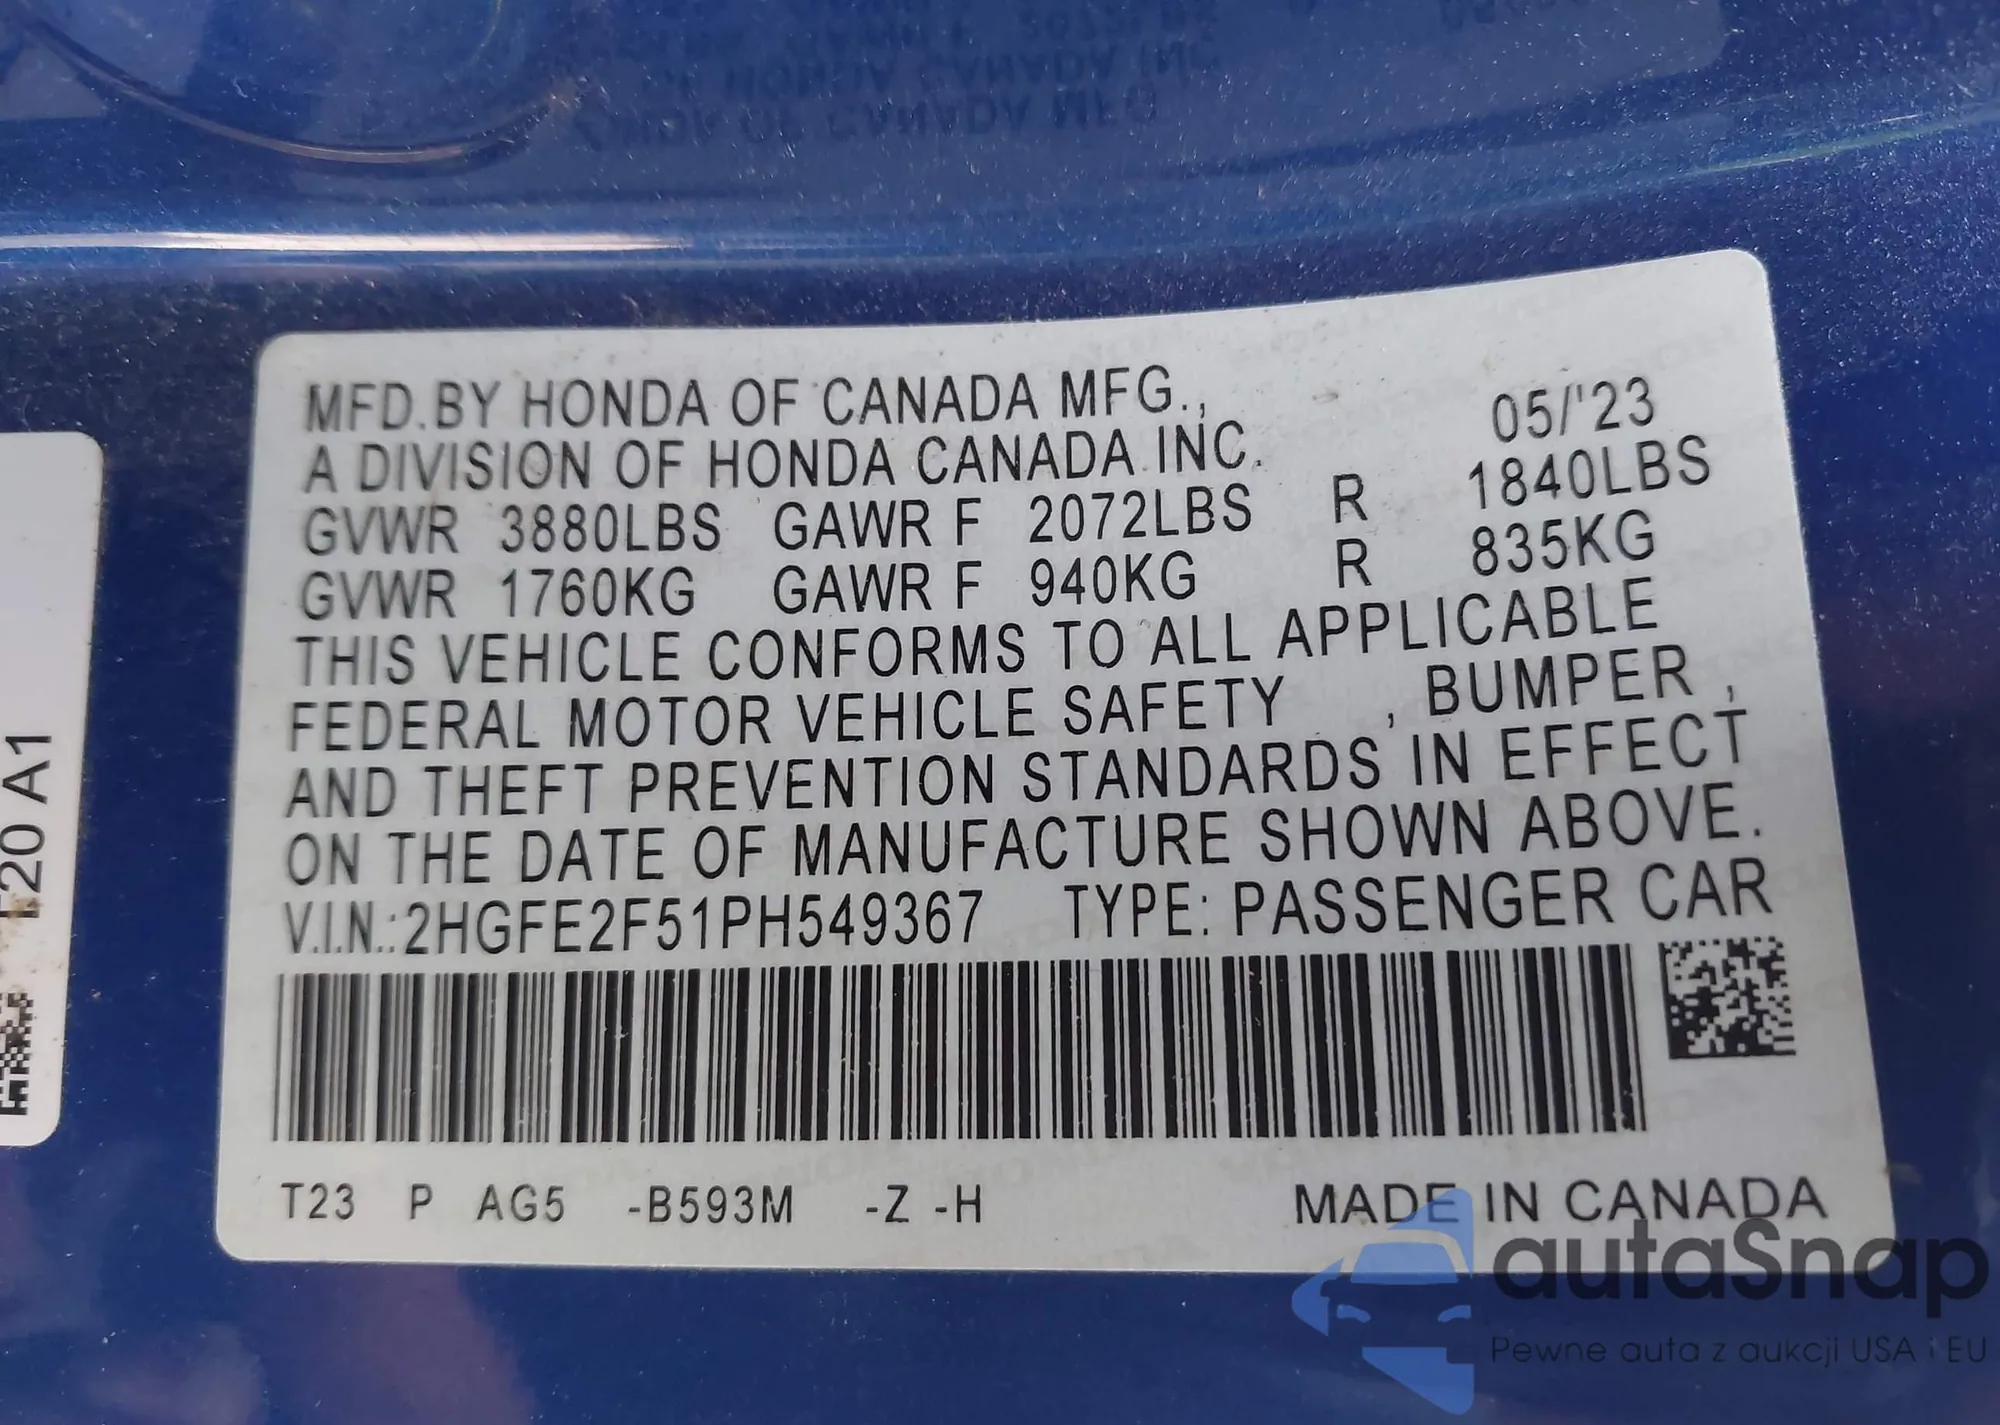 MFD.BY HONDA OF CANADA MFG.,
05/'23
A DIVISION OF HONDA CANADA INC.
GVWR 3880LBS GAWR F 2072LBS R 1840LBS
GVWR 1760KG GAWR F 940KG R 835KG
THIS VEHICLE CONFORMS TO ALL APPLICABLE
FEDERAL MOTOR VEHICLE SAFETY , BUMPER ,
AND THEFT PREVENTION STANDARDS IN EFFECT
ON THE DATE OF MANUFACTURE SHOWN ABOVE.
V.I.N.:2HGFE2F51PH549367 TYPE: PASSENGER CAR
T23 P AG5 -B593M -Z -H MADE IN CANADA
A1
autaSnap
Pewne auta z aukcji USA i EU